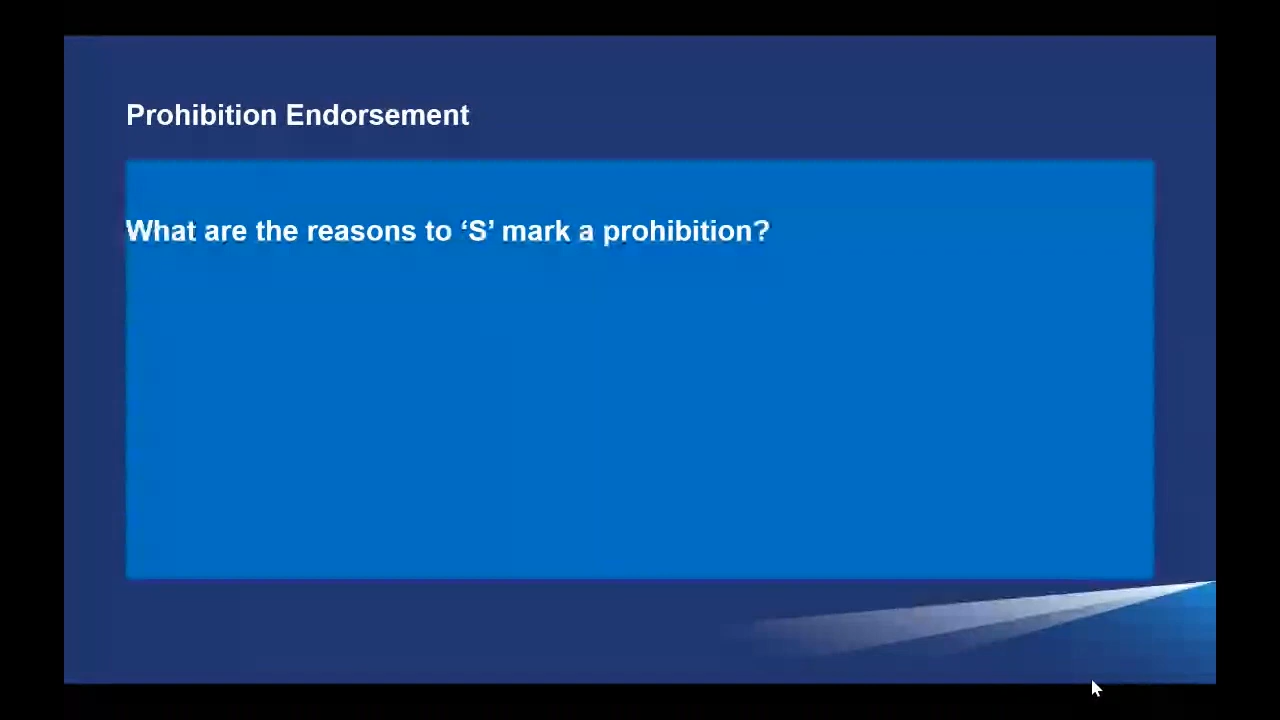 Prohibition Endorsement
What are the reasons to ‘S’ mark a prohibition?